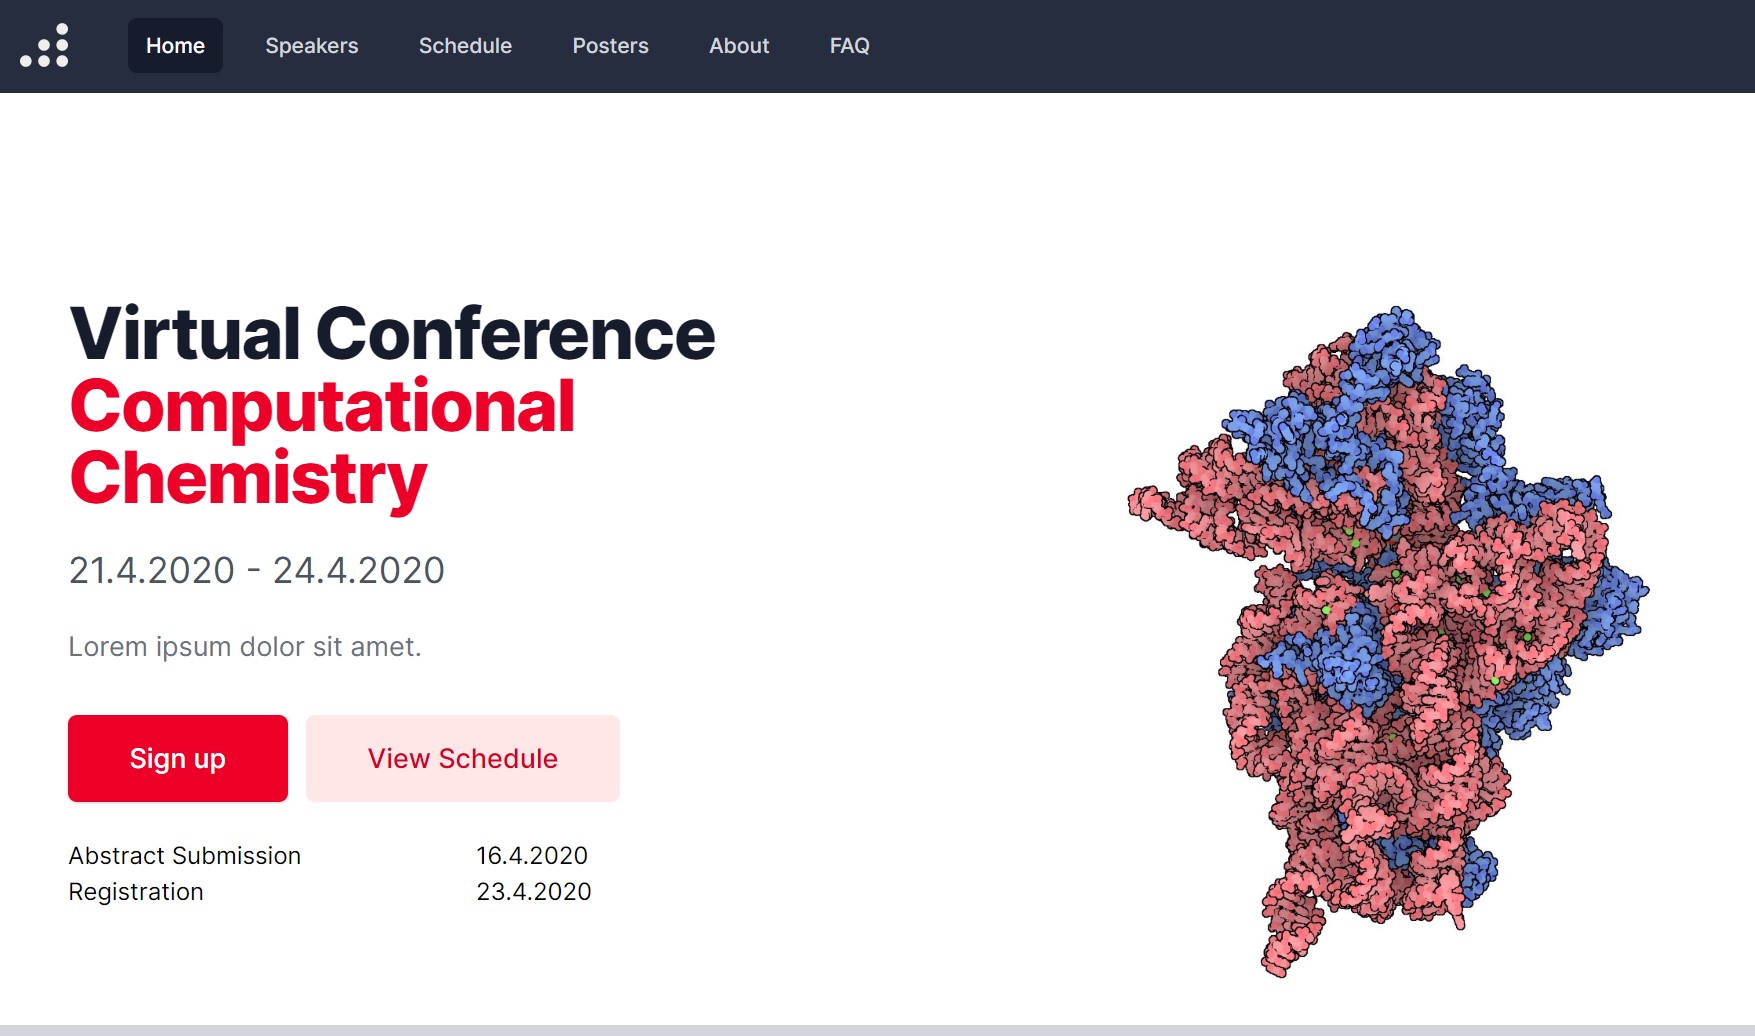 Home Speakers Schedule Posters About FAQ
Virtual Conference
Computational
Chemistry
21.4.2020 - 24.4.2020
Lorem ipsum dolor sit amet.
Sign up View Schedule
Abstract Submission 16.4.2020
Registration 23.4.2020